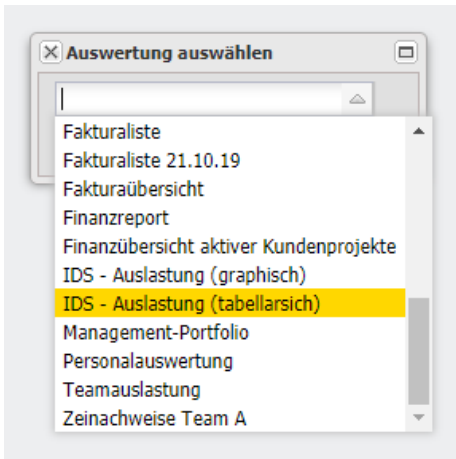 Auswertung auswählen
Fakturaliste
Fakturaliste 21.10.19
Fakturaübersicht
Finanzreport
Finanzübersicht aktiver Kundenprojekte
IDS - Auslastung (graphisch)
IDS - Auslastung (tabellarsich)
Management-Portfolio
Personalauswertung
Teamauslastung
Zeinachweise Team A